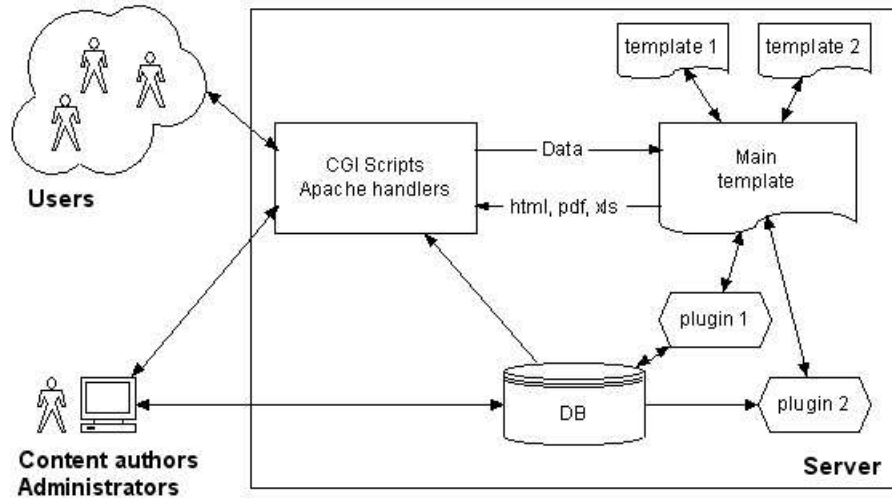 template 1
template 2
CGI Scripts
Apache handlers
Data
html, pdf, xls
Main
template
Users
plugin 1
DB
plugin 2
Content authors
Administrators
Server